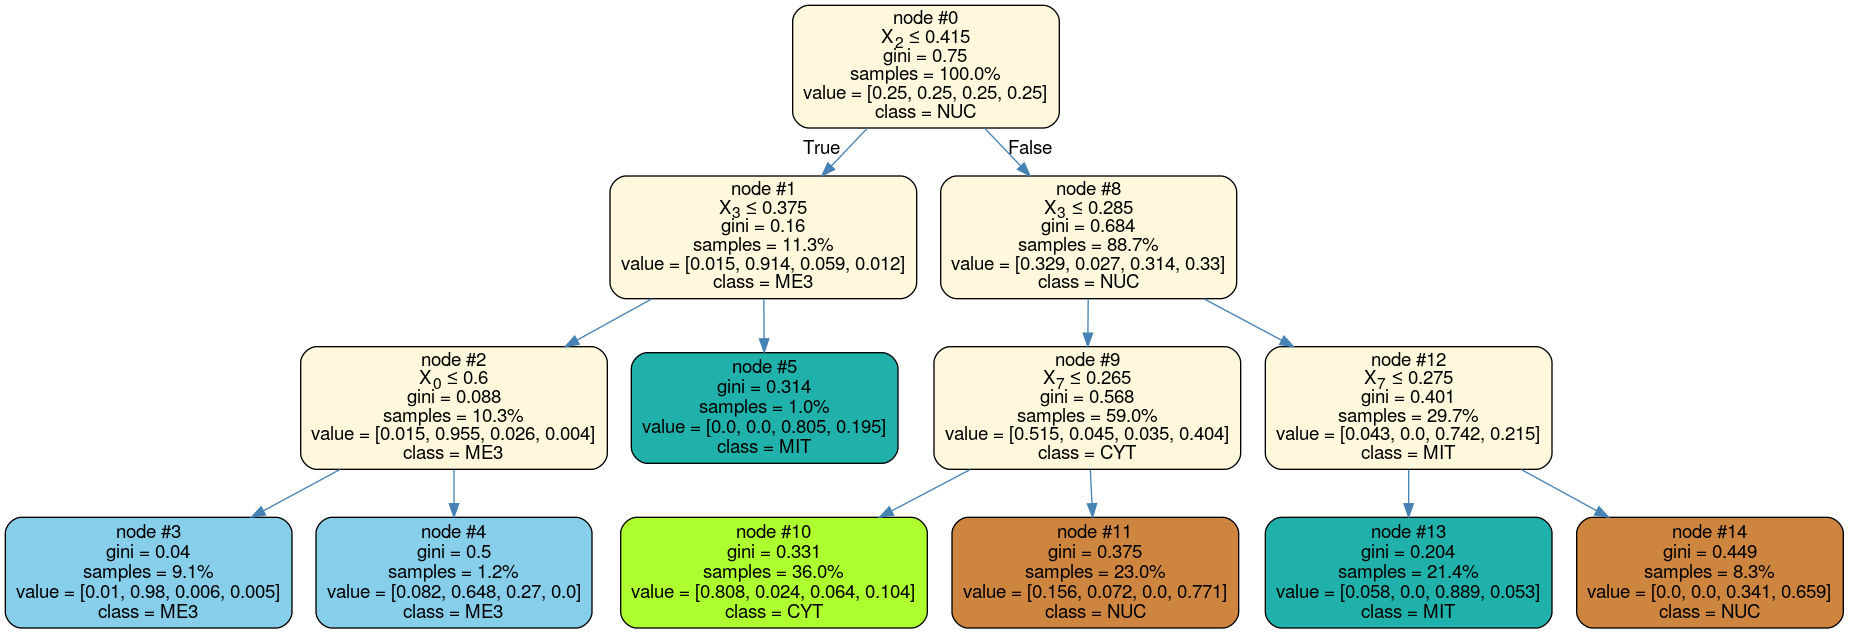 node #0
X2 ≤ 0.415
gini = 0.75
samples = 100.0%
value = [0.25, 0.25, 0.25, 0.25]
class = NUC
True
False
node #1
X3 ≤ 0.375
gini = 0.16
samples = 11.3%
value = [0.015, 0.914, 0.059, 0.012]
class = ME3
node #8
X3 ≤ 0.285
gini = 0.684
samples = 88.7%
value = [0.329, 0.027, 0.314, 0.33]
class = NUC
node #2
X0 ≤ 0.6
gini = 0.088
samples = 10.3%
value = [0.015, 0.955, 0.026, 0.004]
class = ME3
node #5
gini = 0.314
samples = 1.0%
value = [0.0, 0.0, 0.805, 0.195]
class = MIT
node #9
X7 ≤ 0.265
gini = 0.568
samples = 59.0%
value = [0.515, 0.045, 0.035, 0.404]
class = CYT
node #12
X7 ≤ 0.275
gini = 0.401
samples = 29.7%
value = [0.043, 0.0, 0.742, 0.215]
class = MIT
node #3
gini = 0.04
samples = 9.1%
value = [0.01, 0.98, 0.006, 0.005]
class = ME3
node #4
gini = 0.5
samples = 1.2%
value = [0.082, 0.648, 0.27, 0.0]
class = ME3
node #10
gini = 0.331
samples = 36.0%
value = [0.808, 0.024, 0.064, 0.104]
class = CYT
node #11
gini = 0.375
samples = 23.0%
value = [0.156, 0.072, 0.0, 0.771]
class = NUC
node #13
gini = 0.204
samples = 21.4%
value = [0.058, 0.0, 0.889, 0.053]
class = MIT
node #14
gini = 0.449
samples = 8.3%
value = [0.0, 0.0, 0.341, 0.659]
class = NUC